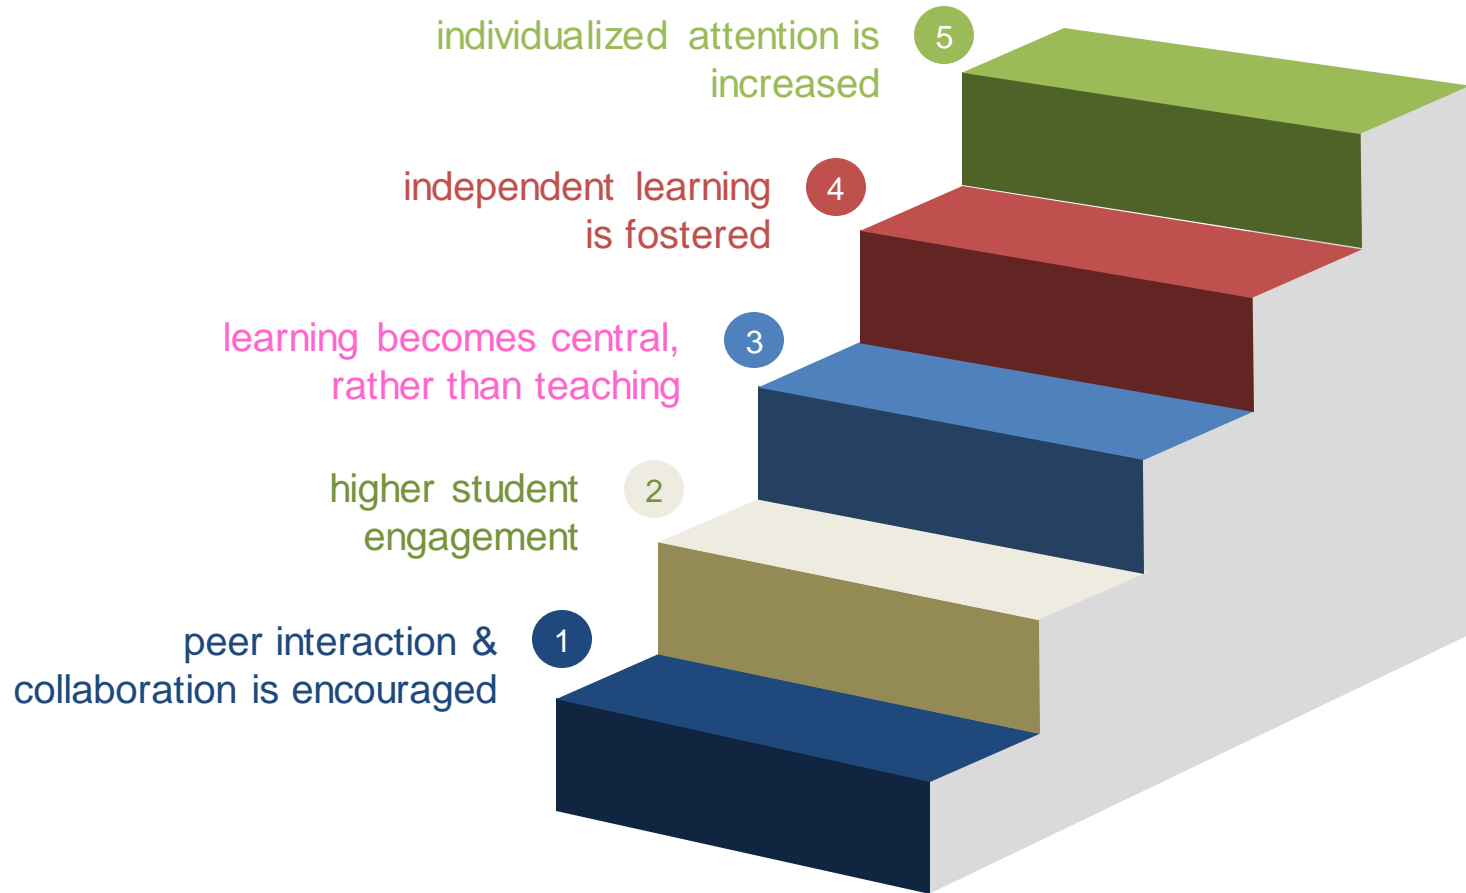 individualized attention is
increased
5
independent learning
is fostered
4
learning becomes central,
rather than teaching
3
higher student
engagement
2
peer interaction &
collaboration is encouraged
1